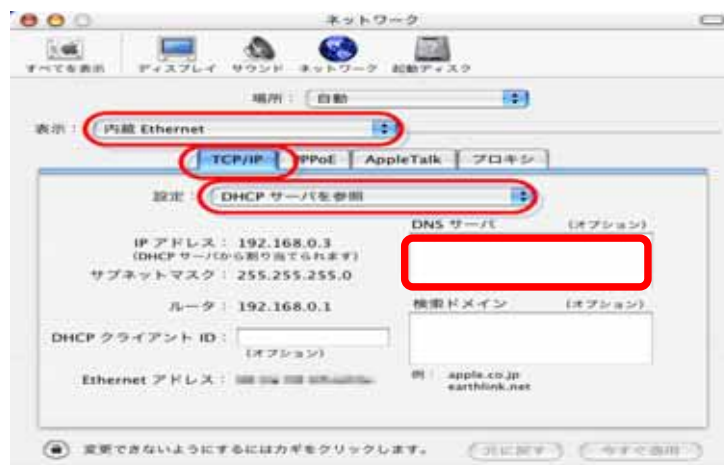 ネットワーク
すべてを表示 ディスプレイ サウンド ネットワーク 起動ディスク
場所： 自動
表示： 内蔵 Ethernet
TCP/IP PPPoE AppleTalk プロキシ
設定： DHCP サーバを参照
DNS サーバ （オプション）
IP アドレス： 192.168.0.3
（DHCP サーバから割り当てられます）
サブネットマスク： 255.255.255.0
ルータ： 192.168.0.1
検索ドメイン （オプション）
DHCP クライアント ID：
（オプション）
Ethernet アドレス：
例： apple.co.jp
earthlink.net
変更できないようにするにはカギをクリックします。 元に戻す 今すぐ適用